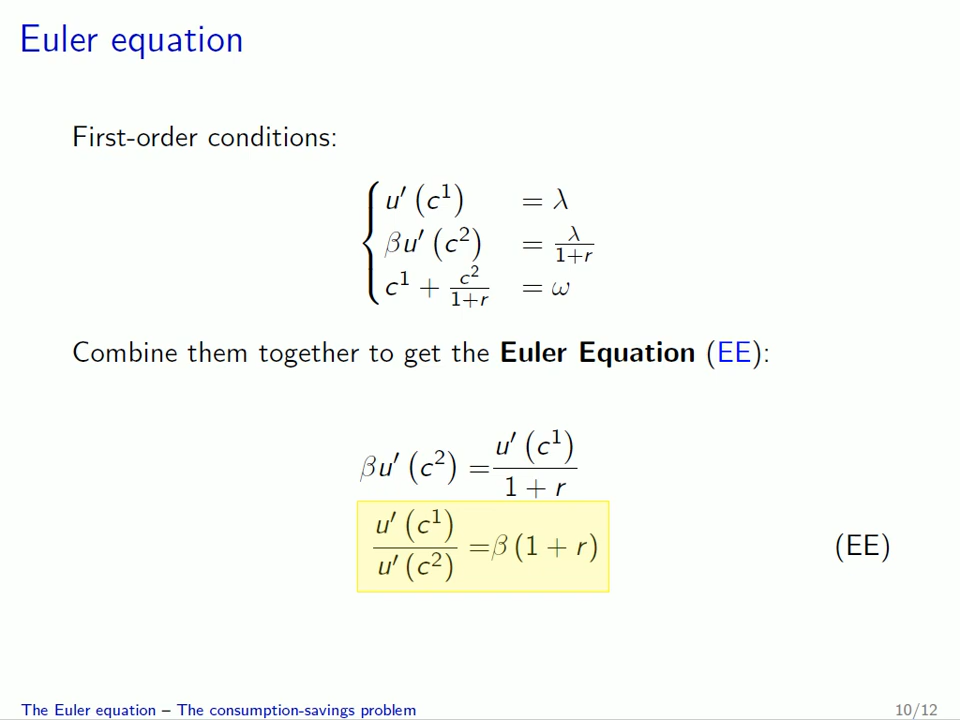 Euler equation
First-order conditions:
u′ (c¹) = λ
βu′ (c²) = λ/(1+r)
c¹ + c²/(1+r) = ω
Combine them together to get the Euler Equation (EE):
βu′ (c²) = u′ (c¹)/(1 + r)
u′ (c¹)/u′ (c²) = β (1 + r) (EE)
The Euler equation – The consumption-savings problem 10/12